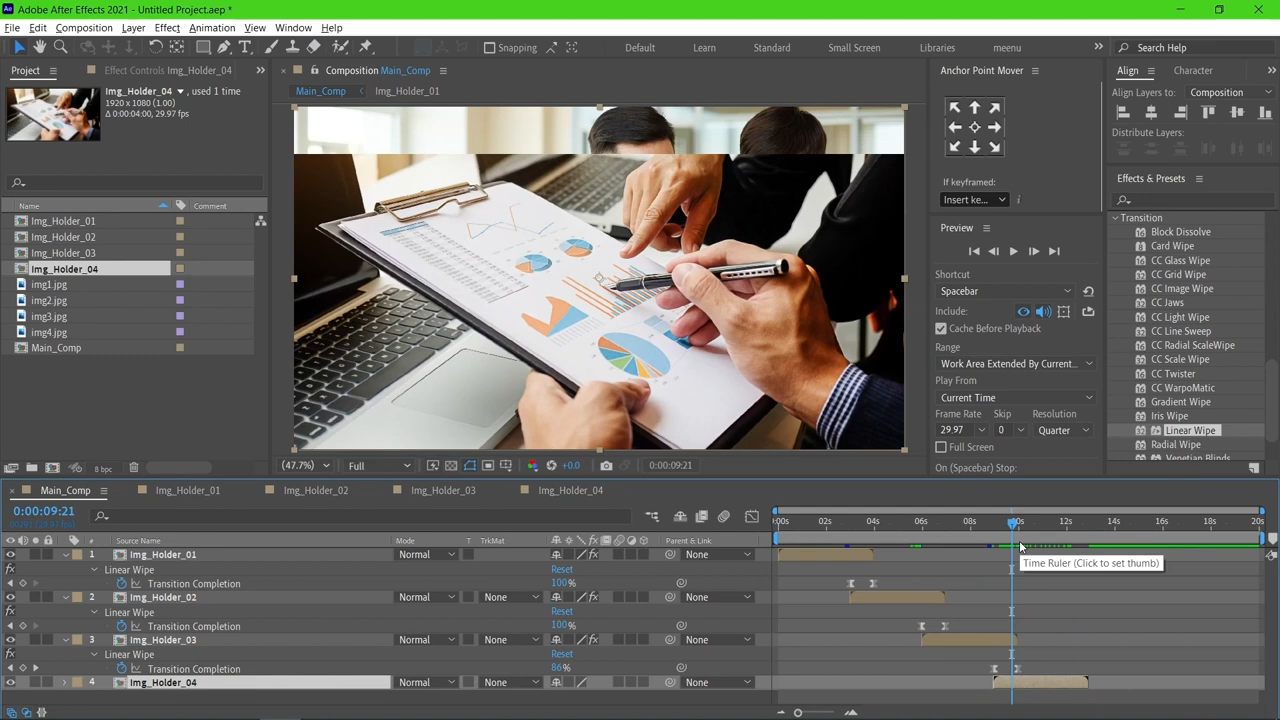 Ae Adobe After Effects 2021 - Untitled Project.aep *
File Edit Composition Layer Effect Animation View Window Help
Snapping Default Learn Standard Small Screen Libraries meenu Search Help
Project Effect Controls Img_Holder_04
Img_Holder_04 , used 1 time
1920 x 1080 (1.00)
Δ 0:00:04:00, 29.97 fps
Name Comment
Img_Holder_01
Img_Holder_02
Img_Holder_03
Img_Holder_04
img1.jpg
img2.jpg
img3.jpg
img4.jpg
Main_Comp
8 bpc
Composition Main_Comp
Main_Comp Img_Holder_01
(47.7%) Full +0.0 0:00:09:21
Anchor Point Mover
If keyframed:
Insert ke...
Preview
Shortcut
Spacebar
Include:
Cache Before Playback
Range
Work Area Extended By Current...
Play From
Current Time
Frame Rate Skip Resolution
29.97 0 Quarter
Full Screen
On (Spacebar) Stop:
Align Character
Align Layers to: Composition
Distribute Layers:
Effects & Presets
Transition
Block Dissolve
Card Wipe
CC Glass Wipe
CC Grid Wipe
CC Image Wipe
CC Jaws
CC Light Wipe
CC Line Sweep
CC Radial ScaleWipe
CC Scale Wipe
CC Twister
CC WarpoMatic
Gradient Wipe
Iris Wipe
Linear Wipe
Radial Wipe
Venetian Blinds
Main_Comp Img_Holder_01 Img_Holder_02 Img_Holder_03 Img_Holder_04
0:00:09:21
# Source Name Mode T TrkMat Parent & Link
:00s 02s 04s 06s 08s 10s 12s 14s 16s 18s 20s
Time Ruler (Click to set thumb)
1 Img_Holder_01 Normal None
fx Linear Wipe Reset
Transition Completion 100%
2 Img_Holder_02 Normal None None
fx Linear Wipe Reset
Transition Completion 100%
3 Img_Holder_03 Normal None None
fx Linear Wipe Reset
Transition Completion 86%
4 Img_Holder_04 Normal None None